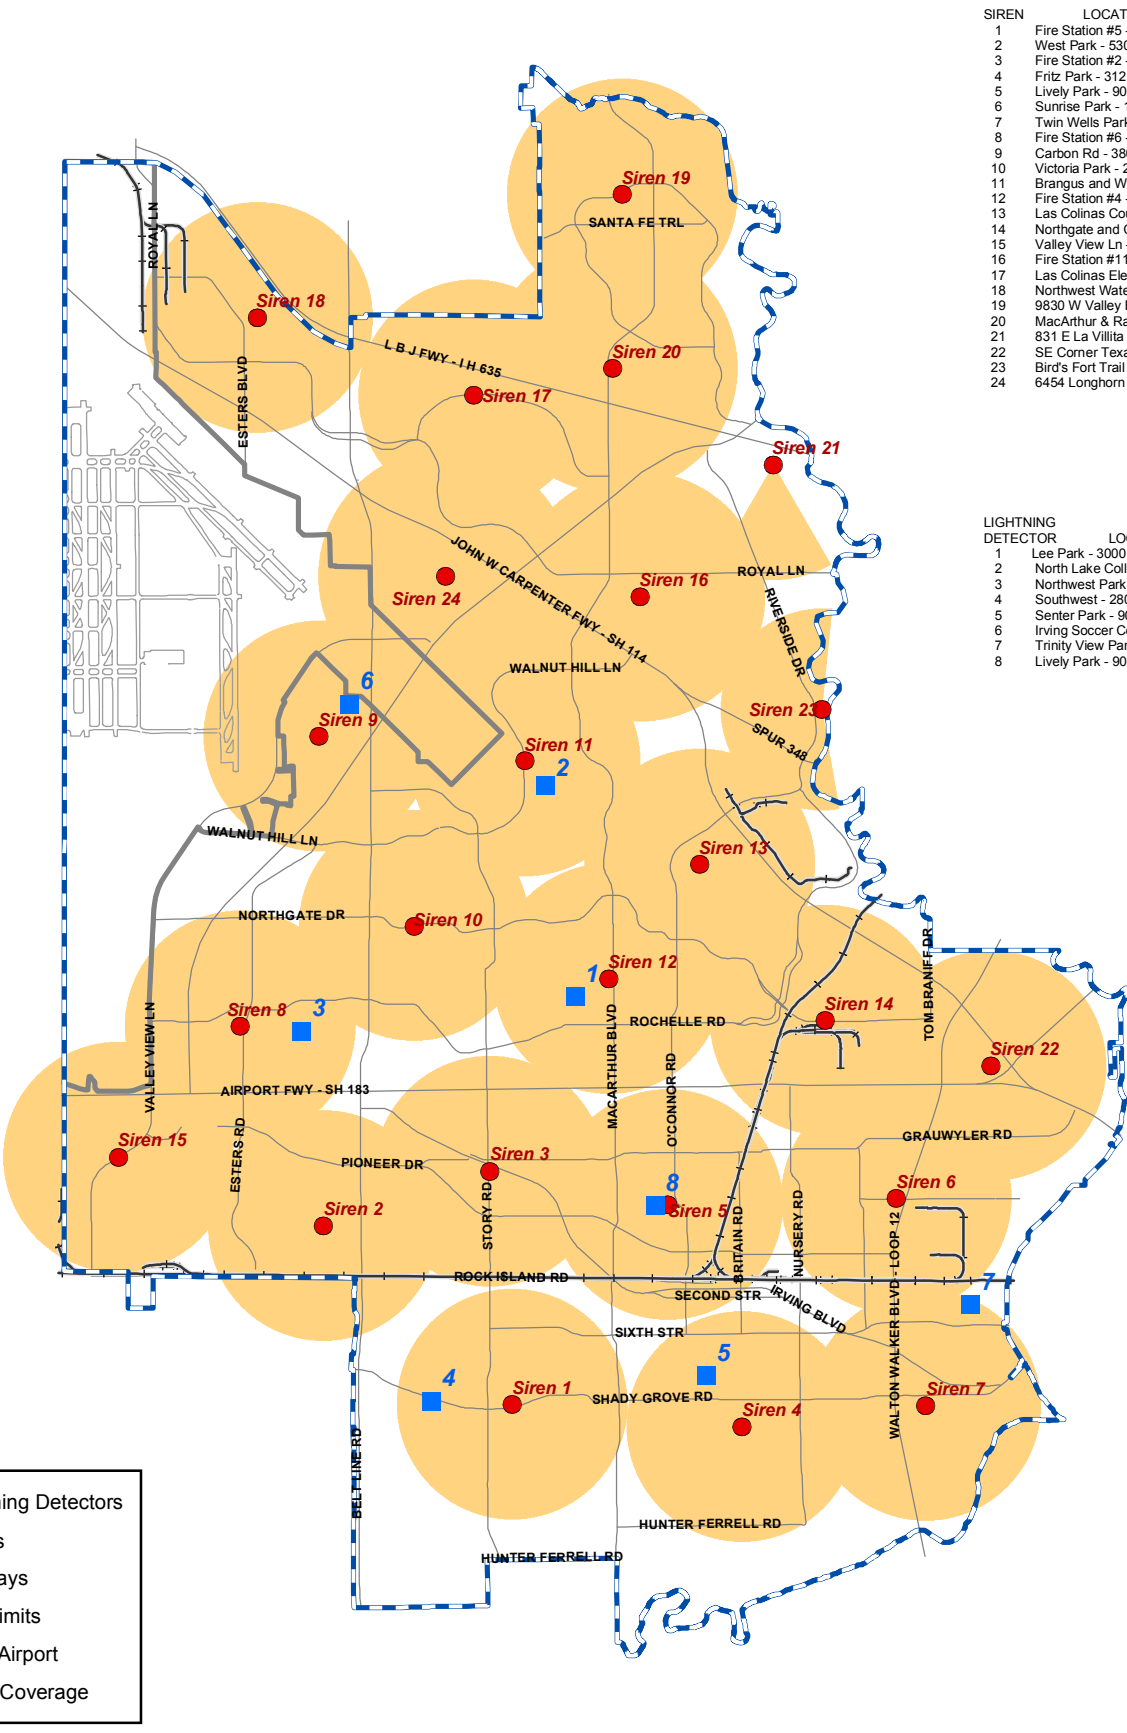 SIREN LOCAT
1 Fire Station #5 -
2 West Park - 530
3 Fire Station #2 -
4 Fritz Park - 312
5 Lively Park - 90
6 Sunrise Park - 1
7 Twin Wells Park
8 Fire Station #6 -
9 Carbon Rd - 380
10 Victoria Park - 2
11 Brangus and W
12 Fire Station #4 -
13 Las Colinas Cou
14 Northgate and
15 Valley View Ln -
16 Fire Station #11
17 Las Colinas Ele
18 Northwest Wate
19 9830 W Valley
20 MacArthur & Ra
21 831 E La Villita
22 SE Corner Texa
23 Bird's Fort Trail
24 6454 Longhorn
LIGHTNING
DETECTOR LO
1 Lee Park - 3000
2 North Lake Coll
3 Northwest Park
4 Southwest - 280
5 Senter Park - 90
6 Irving Soccer Co
7 Trinity View Par
8 Lively Park - 90
Siren 19
SANTA FE TRL
ROYAL LN
Siren 18
L B J FWY - I H 635
Siren 20
ESTERS BLVD
Siren 17
Siren 21
JOHN W CARPENTER FWY - SH 114
ROYAL LN
Siren 16
Siren 24
RIVERSIDE DR
WALNUT HILL LN
6
Siren 23
Siren 9
SPUR 348
Siren 11
2
WALNUT HILL LN
Siren 13
NORTHGATE DR
Siren 10
TOM BRANIFF DR
Siren 12
1
Siren 8
3
Siren 14
ROCHELLE RD
VALLEY VIEW LN
MACARTHUR BLVD
O'CONNOR RD
Siren 22
AIRPORT FWY - SH 183
Siren 15
ESTERS RD
PIONEER DR
Siren 3
GRAUWYLER RD
8
Siren 6
Siren 2
STORY RD
Siren 5
BRITAIN RD
NURSERY RD
WALTON WALKER BLVD - LOOP 12
ROCK ISLAND RD
7
SECOND STR
IRVING BLVD
SIXTH STR
5
4
Siren 1
SHADY GROVE RD
Siren 4
Siren 7
BELT LINE RD
HUNTER FERRELL RD
HUNTER FERRELL RD
ning Detectors
s
ays
imits
Airport
Coverage